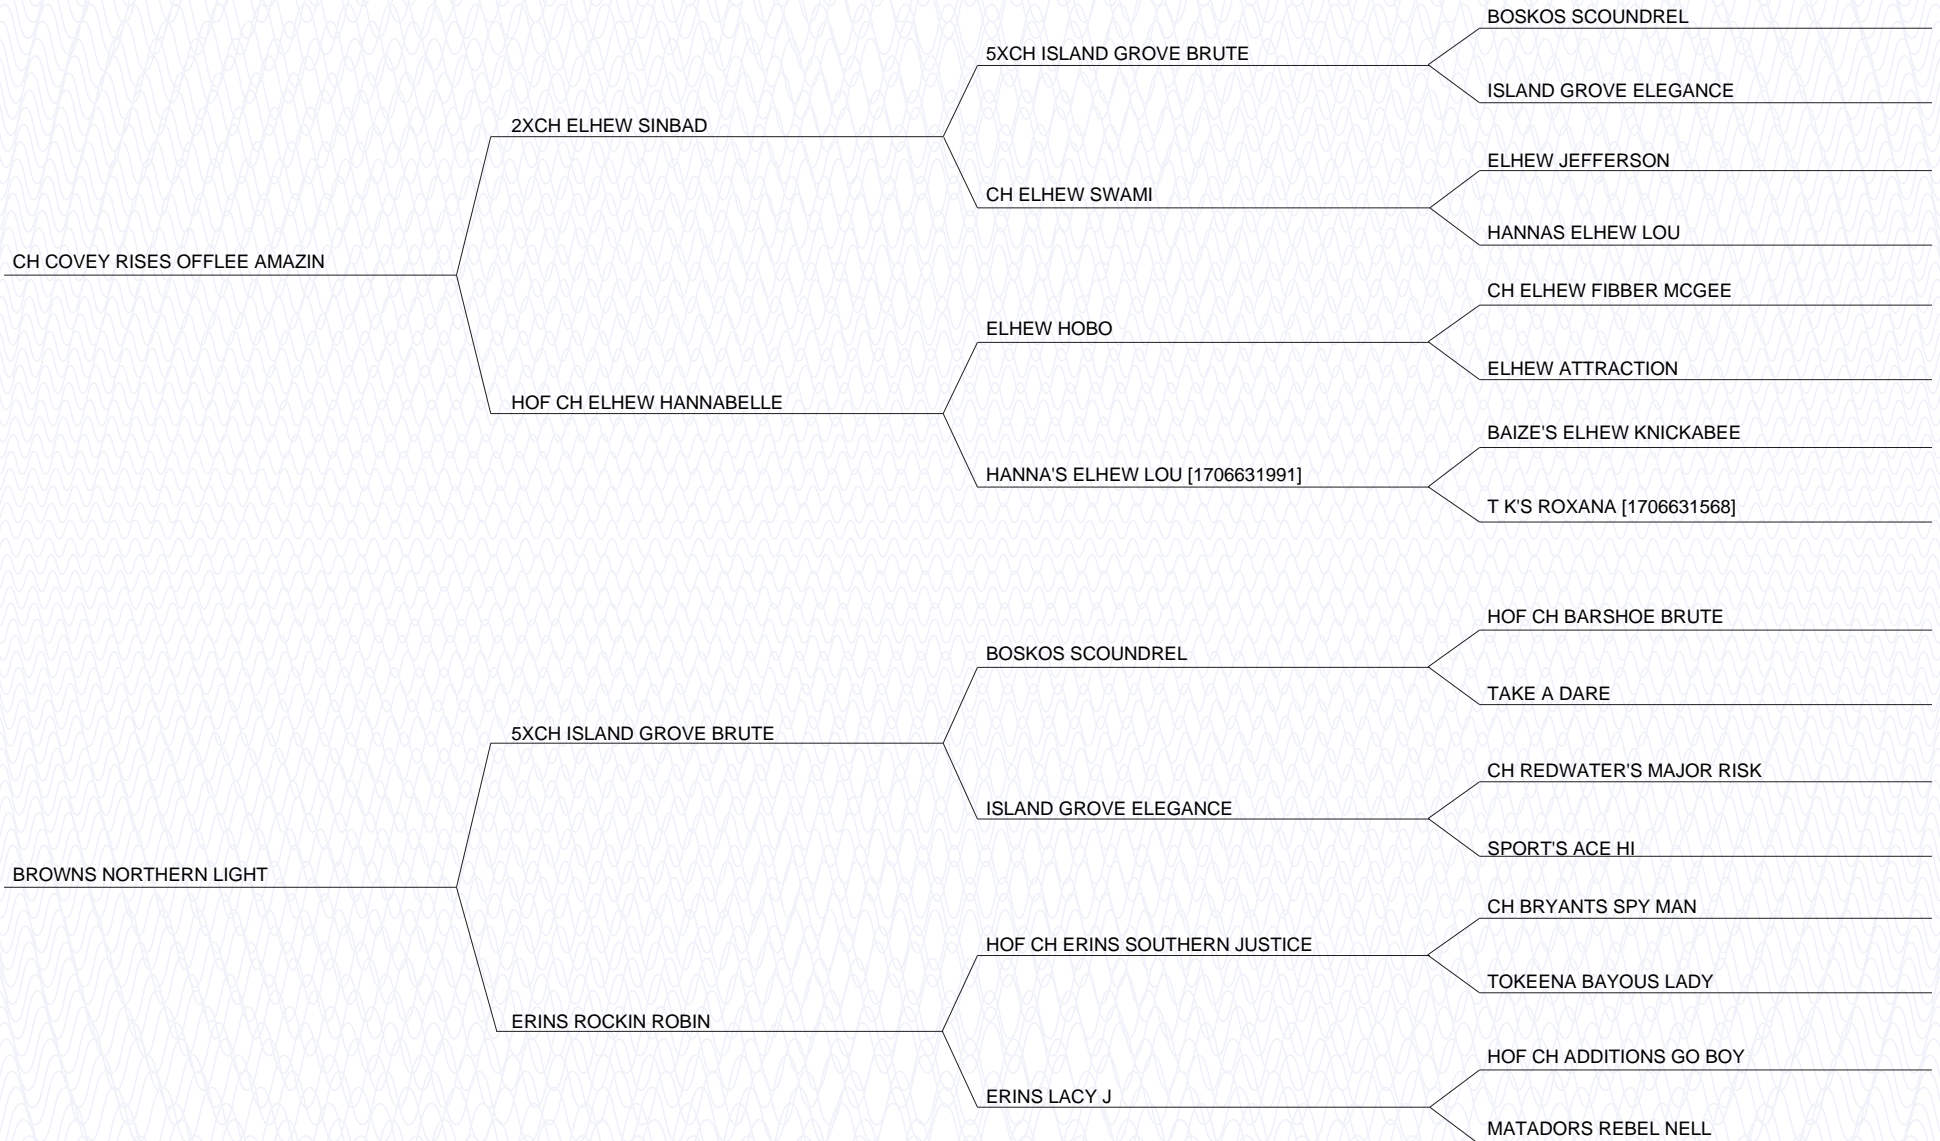 BOSKOS SCOUNDREL
5XCH ISLAND GROVE BRUTE
ISLAND GROVE ELEGANCE
2XCH ELHEW SINBAD
ELHEW JEFFERSON
CH ELHEW SWAMI
HANNAS ELHEW LOU
CH COVEY RISES OFFLEE AMAZIN
CH ELHEW FIBBER MCGEE
ELHEW HOBO
ELHEW ATTRACTION
HOF CH ELHEW HANNABELLE
BAIZE'S ELHEW KNICKABEE
HANNA'S ELHEW LOU [1706631991]
T K'S ROXANA [1706631568]
HOF CH BARSHOE BRUTE
BOSKOS SCOUNDREL
TAKE A DARE
5XCH ISLAND GROVE BRUTE
CH REDWATER'S MAJOR RISK
ISLAND GROVE ELEGANCE
SPORT'S ACE HI
BROWNS NORTHERN LIGHT
CH BRYANTS SPY MAN
HOF CH ERINS SOUTHERN JUSTICE
TOKEENA BAYOUS LADY
ERINS ROCKIN ROBIN
HOF CH ADDITIONS GO BOY
ERINS LACY J
MATADORS REBEL NELL